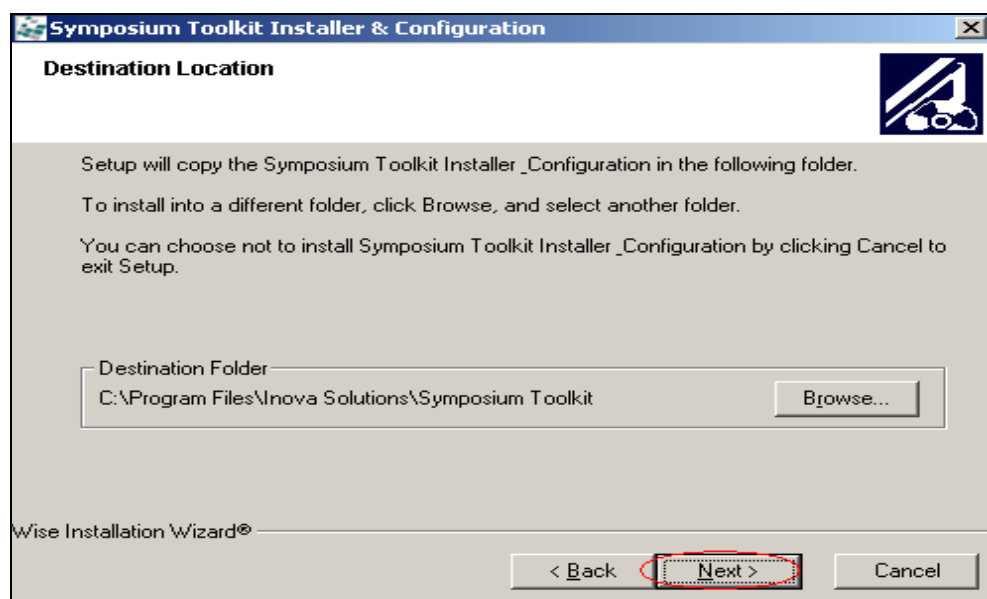 Symposium Toolkit Installer & Configuration
Destination Location
Setup will copy the Symposium Toolkit Installer _Configuration in the following folder.
To install into a different folder, click Browse, and select another folder.
You can choose not to install Symposium Toolkit Installer _Configuration by clicking Cancel to
exit Setup.
Destination Folder
C:\Program Files\Inova Solutions\Symposium Toolkit
Browse...
Wise Installation Wizard®
< Back
Next >
Cancel